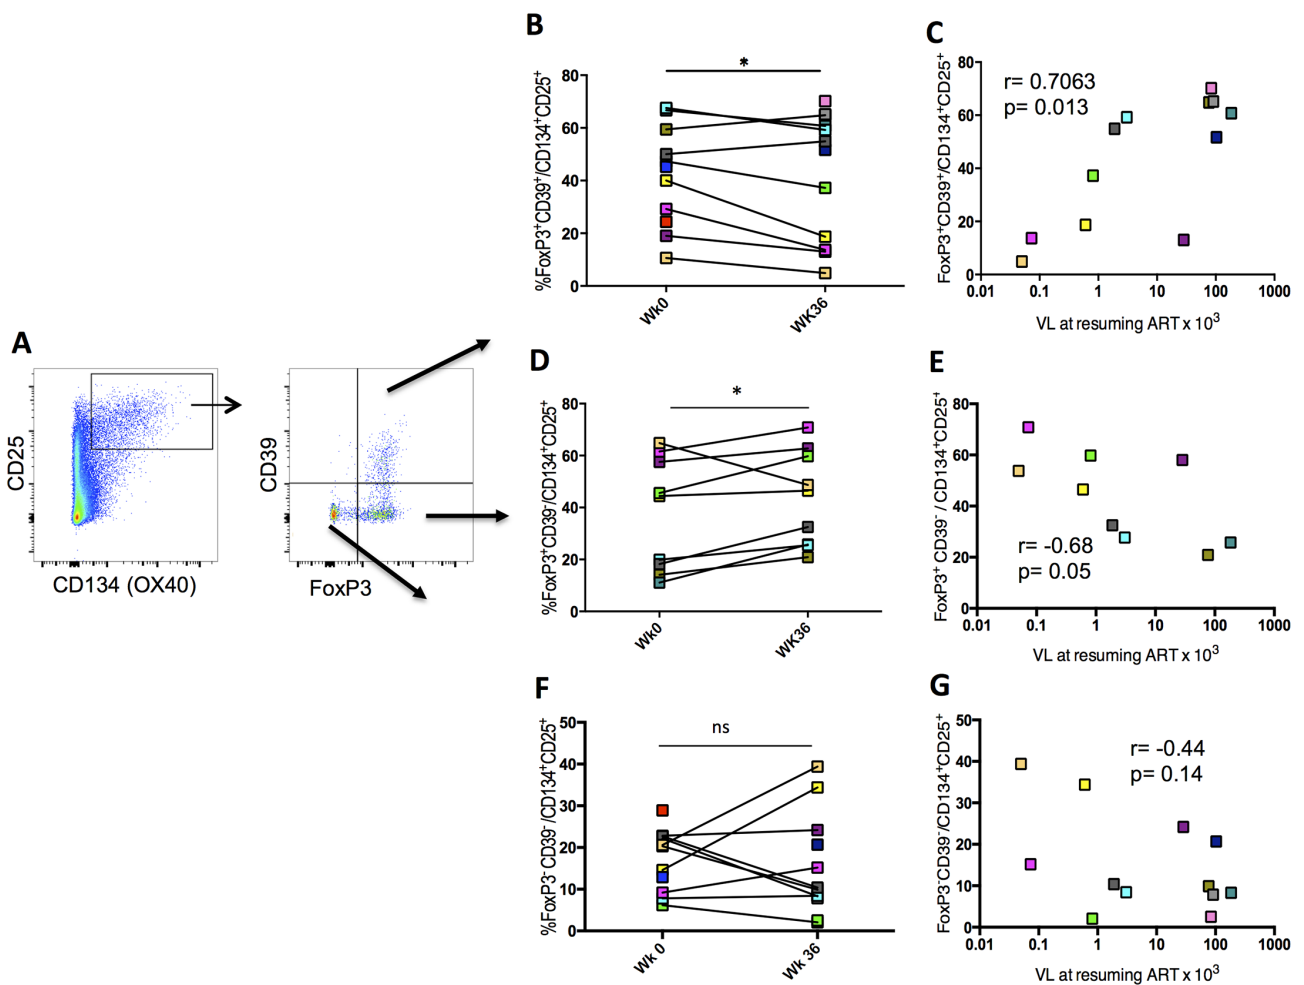 A
CD25
CD134 (OX40)
CD39
FoxP3
B
%FoxP3⁺CD39⁺/CD134⁺CD25⁺
80
60
40
20
0
*
Wk0
WK36
C
FoxP3⁺CD39⁺/CD134⁺CD25⁺
80
60
40
20
0
r= 0.7063
p= 0.013
0.01 0.1 1 10 100 1000
VL at resuming ART x 10³
D
%FoxP3⁺CD39⁻/CD134⁺CD25⁺
80
60
40
20
0
*
Wk0
WK36
E
FoxP3⁺ CD39⁻ / CD134⁺CD25⁺
80
60
40
20
0
r= -0.68
p= 0.05
0.01 0.1 1 10 100 1000
VL at resuming ART x 10³
F
%FoxP3⁻ CD39⁻ /CD134⁺CD25⁺
50
40
30
20
10
0
ns
Wk 0
Wk 36
G
FoxP3⁻CD39⁻/CD134⁺CD25⁺
50
40
30
20
10
0
r= -0.44
p= 0.14
0.01 0.1 1 10 100 1000
VL at resuming ART x 10³